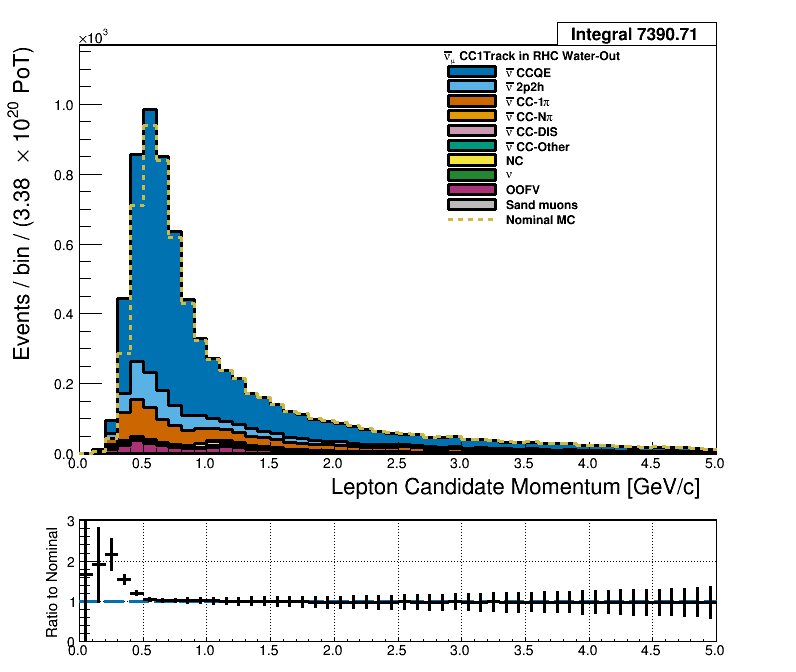 Integral 7390.71
×10³
Events / bin / (3.38 × 10²⁰ PoT)
1.0
0.8
0.6
0.4
0.2
0.0
ν̅μ CC1Track in RHC Water-Out
ν̅ CCQE
ν̅ 2p2h
ν̅ CC-1π
ν̅ CC-Nπ
ν̅ CC-DIS
ν̅ CC-Other
NC
ν
OOFV
Sand muons
Nominal MC
0.0 0.5 1.0 1.5 2.0 2.5 3.0 3.5 4.0 4.5 5.0
Lepton Candidate Momentum [GeV/c]
Ratio to Nominal
3
2
1
0
0.0 0.5 1.0 1.5 2.0 2.5 3.0 3.5 4.0 4.5 5.0